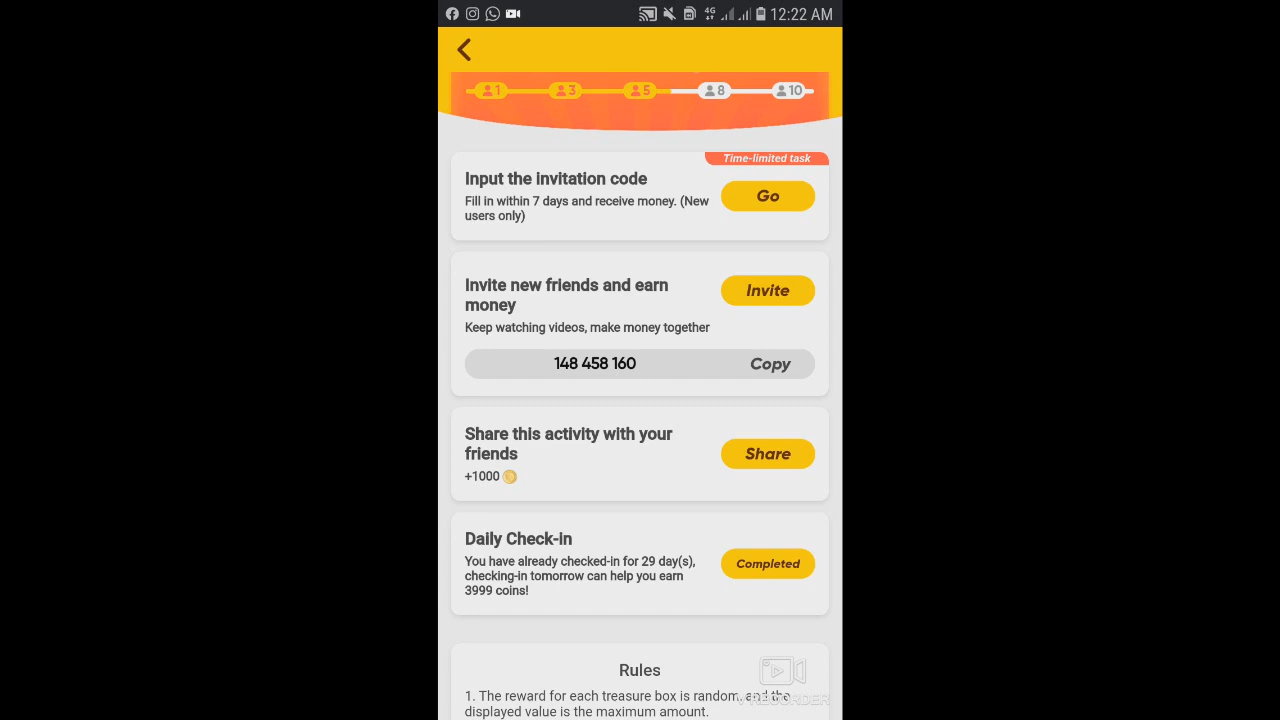 4G 12:22 AM
1 3 5 8 10
Time-limited task
Input the invitation code
Go
Fill in within 7 days and receive money. (New
users only)
Invite new friends and earn
money
Invite
Keep watching videos, make money together
148 458 160 Copy
Share this activity with your
friends
Share
+1000
Daily Check-in
You have already checked-in for 29 day(s),
checking-in tomorrow can help you earn
3999 coins!
Completed
Rules
1. The reward for each treasure box is random and the
displayed value is the maximum amount.
V RECORDER